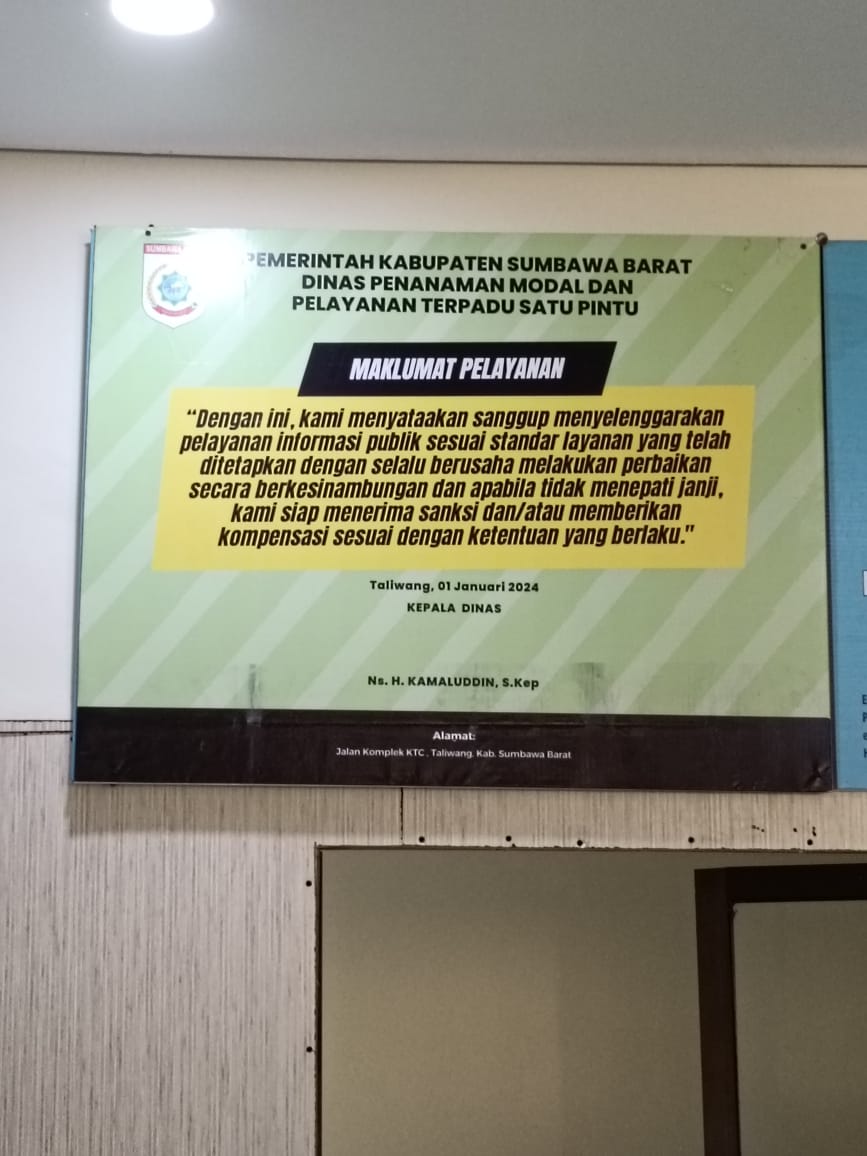 SUMBAWA
PEMERINTAH KABUPATEN SUMBAWA BARAT
DINAS PENANAMAN MODAL DAN
PELAYANAN TERPADU SATU PINTU
MAKLUMAT PELAYANAN
“Dengan ini, kami menyataakan sanggup menyelenggarakan
pelayanan informasi publik sesuai standar layanan yang telah
ditetapkan dengan selalu berusaha melakukan perbaikan
secara berkesinambungan dan apabila tidak menepati janji,
kami siap menerima sanksi dan/atau memberikan
kompensasi sesuai dengan ketentuan yang berlaku.”
Taliwang, 01 Januari 2024
KEPALA DINAS
Ns. H. KAMALUDDIN, S.Kep
Alamat:
Jalan Komplek KTC , Taliwang. Kab. Sumbawa Barat